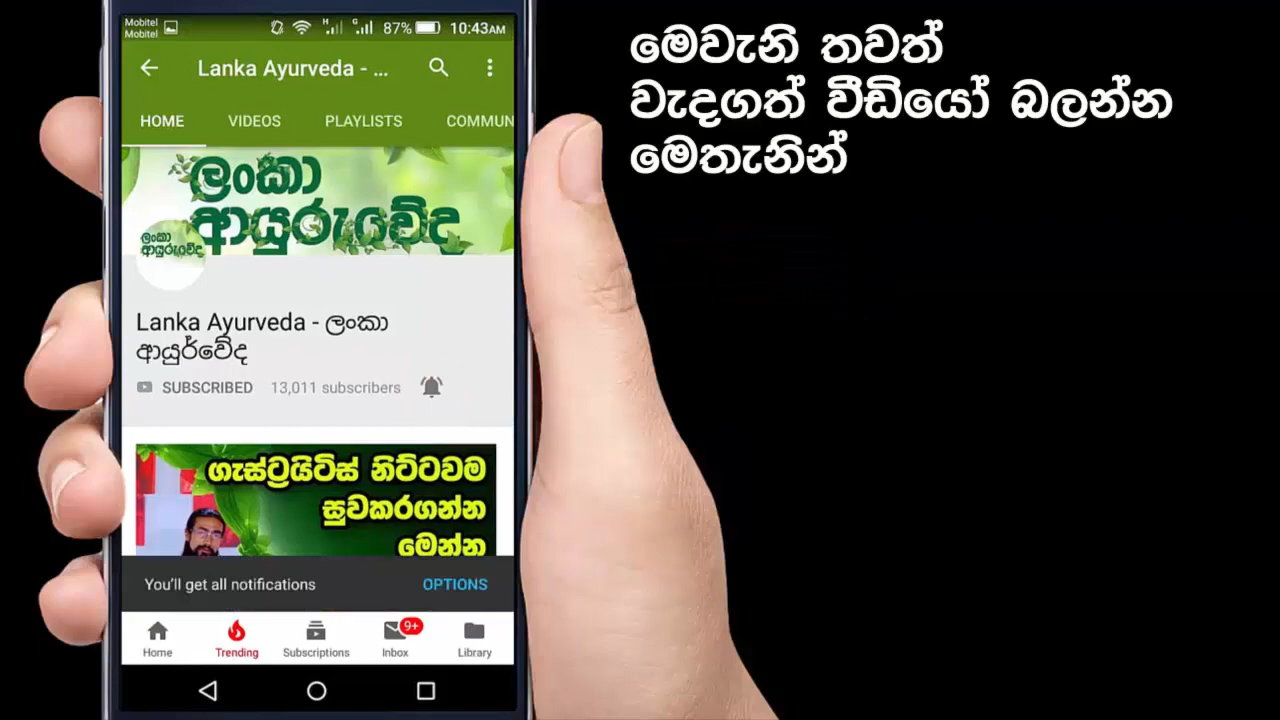 Mobitel
Mobitel
H
G
87%
10:43AM
Lanka Ayurveda - ...
HOME
VIDEOS
PLAYLISTS
COMMUN
ලංකා
ආයුරුවේද
ලංකා
ආයුරුවේද
Lanka Ayurveda - ලංකා
ආයුර්වේද
SUBSCRIBED
13,011 subscribers
ගැස්ට්‍රයිටිස් නිට්ටවම
සුවකරගන්න
මෙන්න
You'll get all notifications
OPTIONS
9+
Home
Trending
Subscriptions
Inbox
Library
මෙවැනි තවත්
වැදගත් වීඩියෝ බලන්න
මෙතැනින්